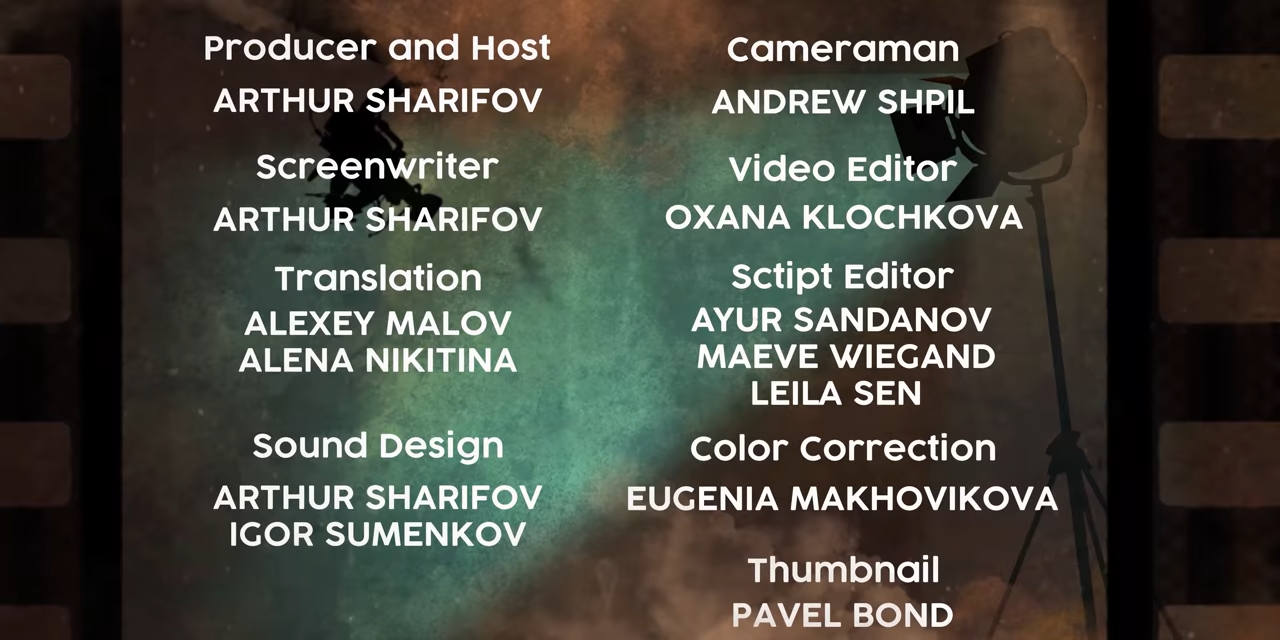 Producer and Host
ARTHUR SHARIFOV
Screenwriter
ARTHUR SHARIFOV
Translation
ALEXEY MALOV
ALENA NIKITINA
Sound Design
ARTHUR SHARIFOV
IGOR SUMENKOV
Cameraman
ANDREW SHPIL
Video Editor
OXANA KLOCHKOVA
Sctipt Editor
AYUR SANDANOV
MAEVE WIEGAND
LEILA SEN
Color Correction
EUGENIA MAKHOVIKOVA
Thumbnail
PAVEL BOND